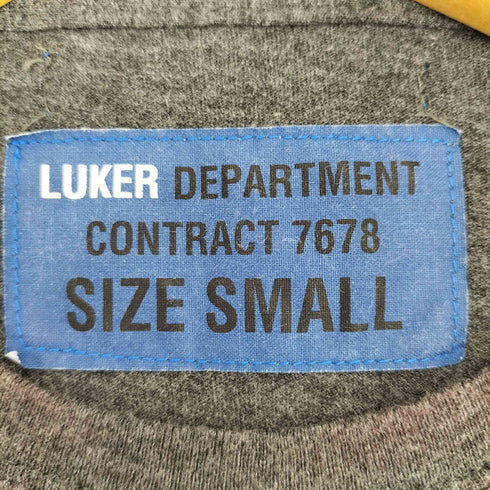 LUKER DEPARTMENT
CONTRACT 7678
SIZE SMALL